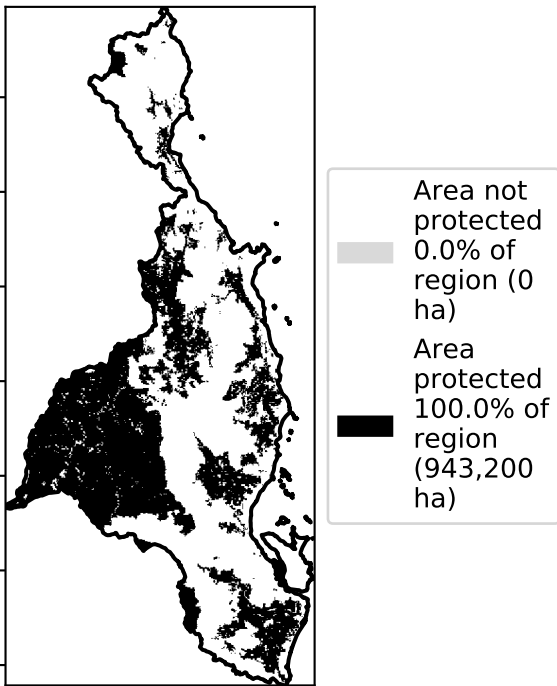 Area not
protected
0.0% of
region (0
ha)
Area
protected
100.0% of
region
(943,200
ha)